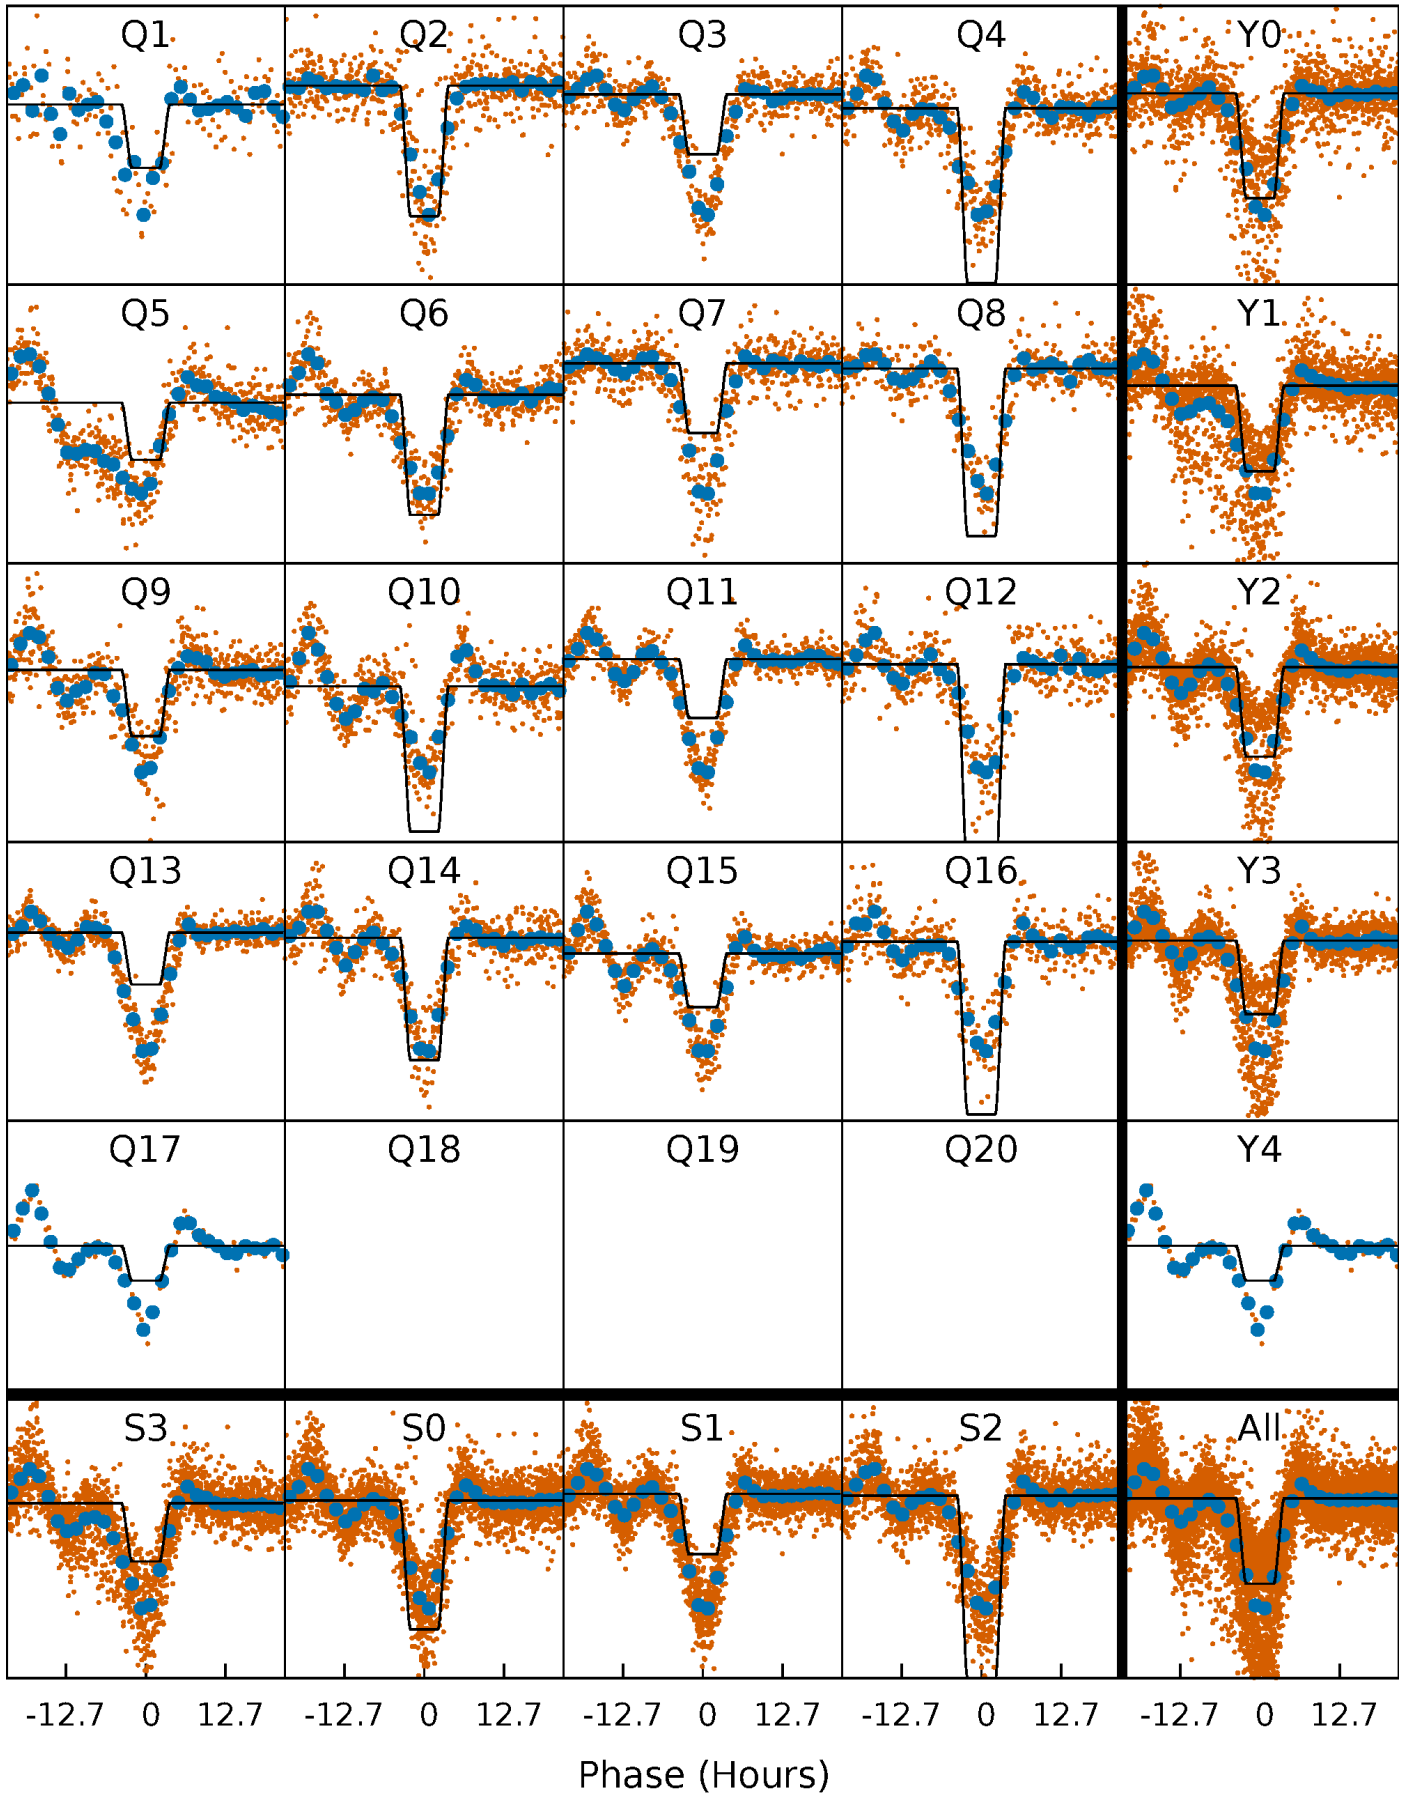 Q1 Q2 Q3 Q4 Y0
Q5 Q6 Q7 Q8 Y1
Q9 Q10 Q11 Q12 Y2
Q13 Q14 Q15 Q16 Y3
Q17 Q18 Q19 Q20 Y4
S3 S0 S1 S2 All
-12.7 0 12.7 -12.7 0 12.7 -12.7 0 12.7 -12.7 0 12.7 -12.7 0 12.7
Phase (Hours)